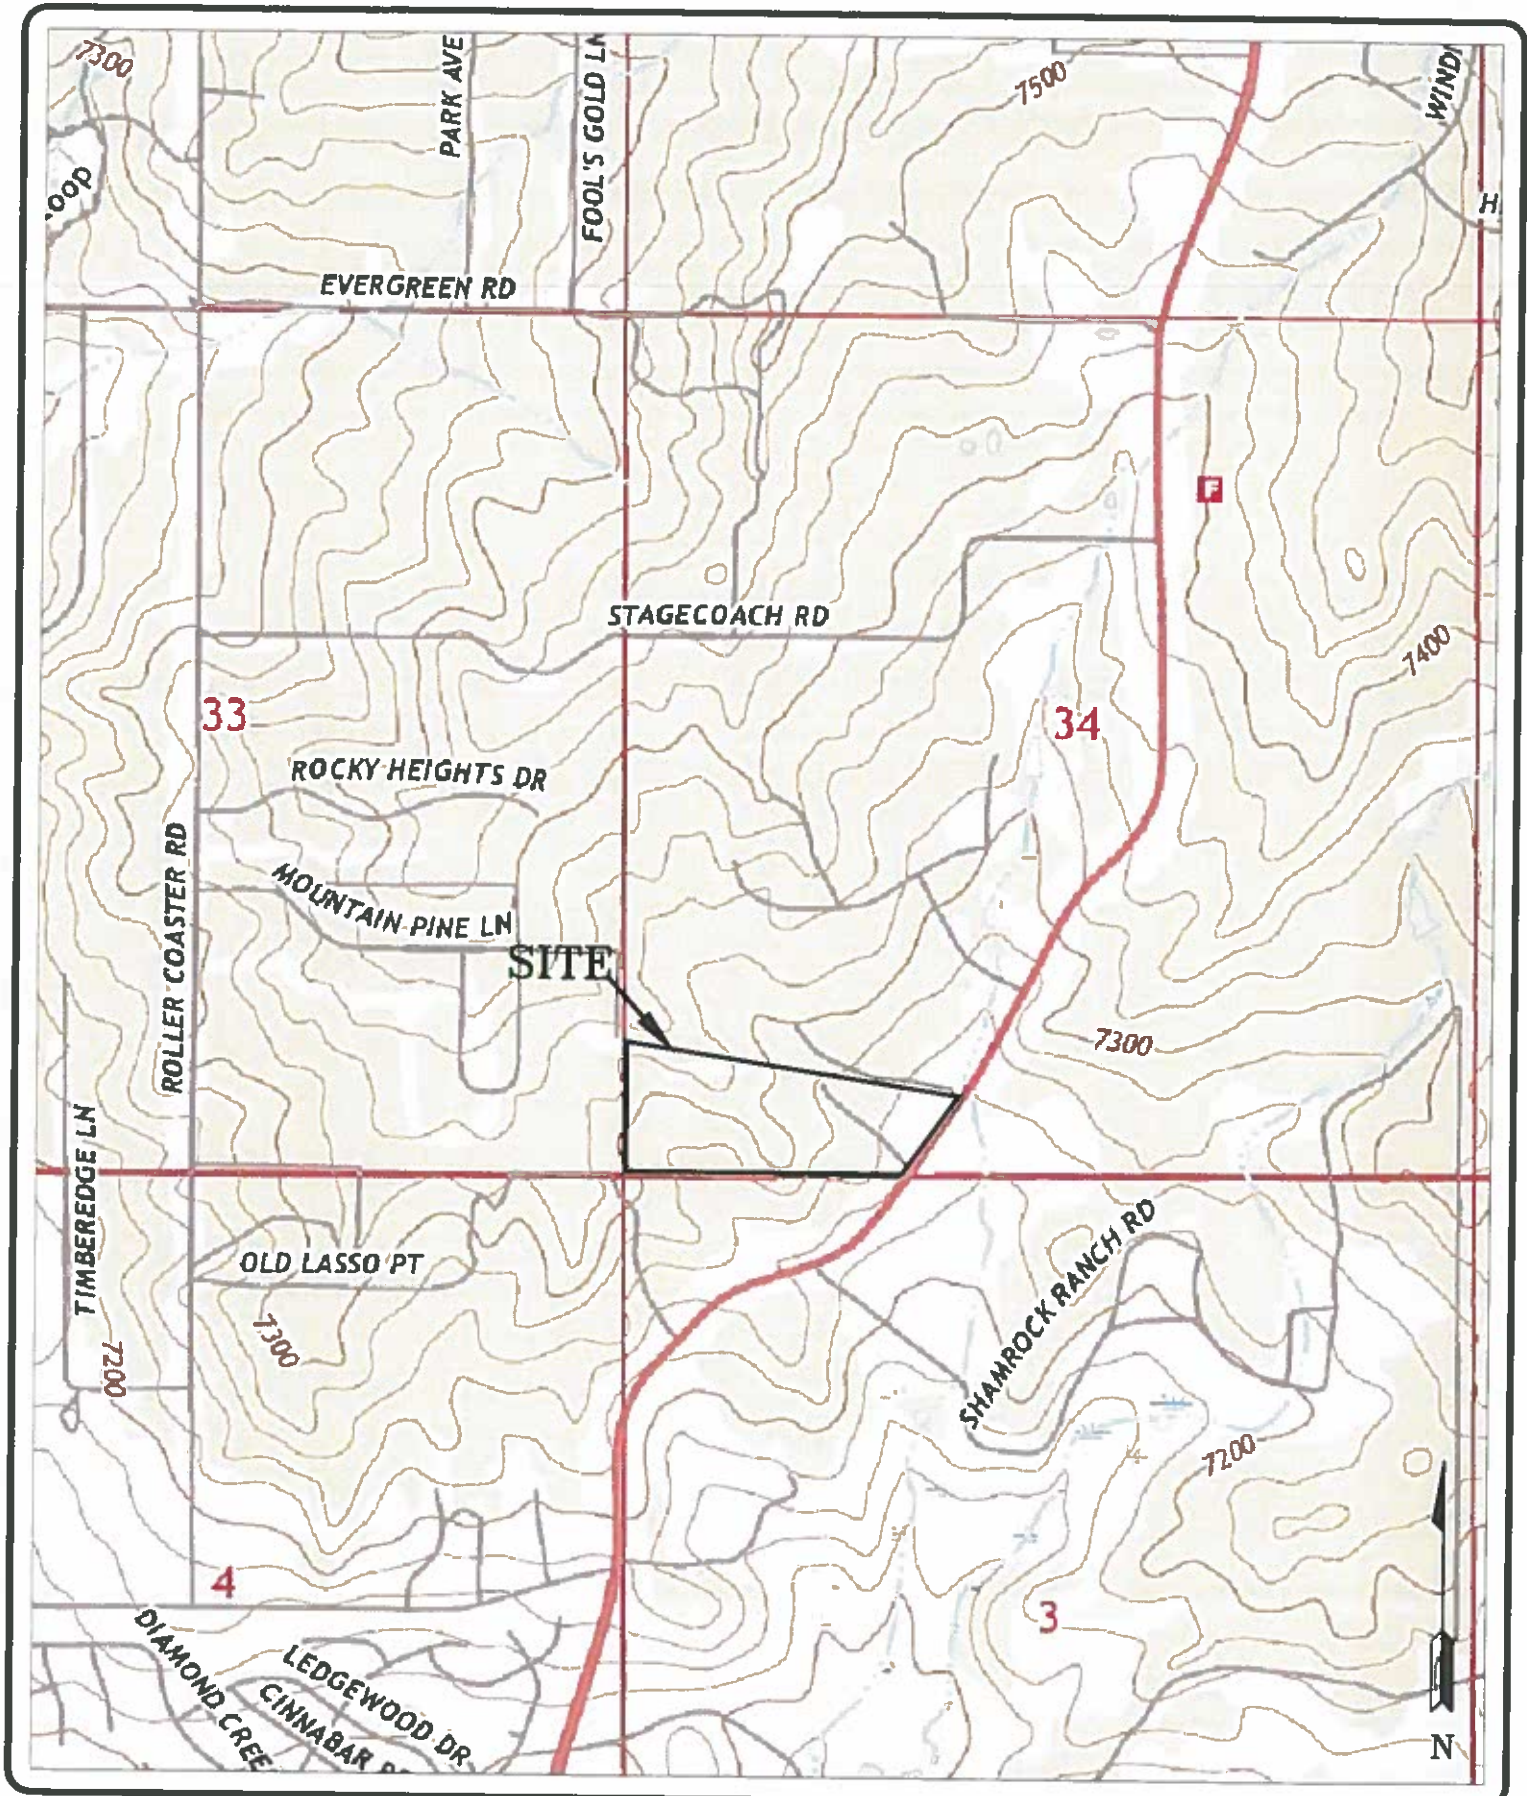 7300
PARK AVE
FOOL'S GOLD LN
7500
WINDI
oop
H
EVERGREEN RD
F
STAGECOACH RD
7400
33
34
ROCKY HEIGHTS DR
ROLLER COASTER RD
MOUNTAIN PINE LN
SITE
7300
TIMBEREDGE LN
OLD LASSO PT
SHAMROCK RANCH RD
7300
7200
7200
4
3
DIAMOND CREE
LEDGEWOOD DR
CINNABAR
N